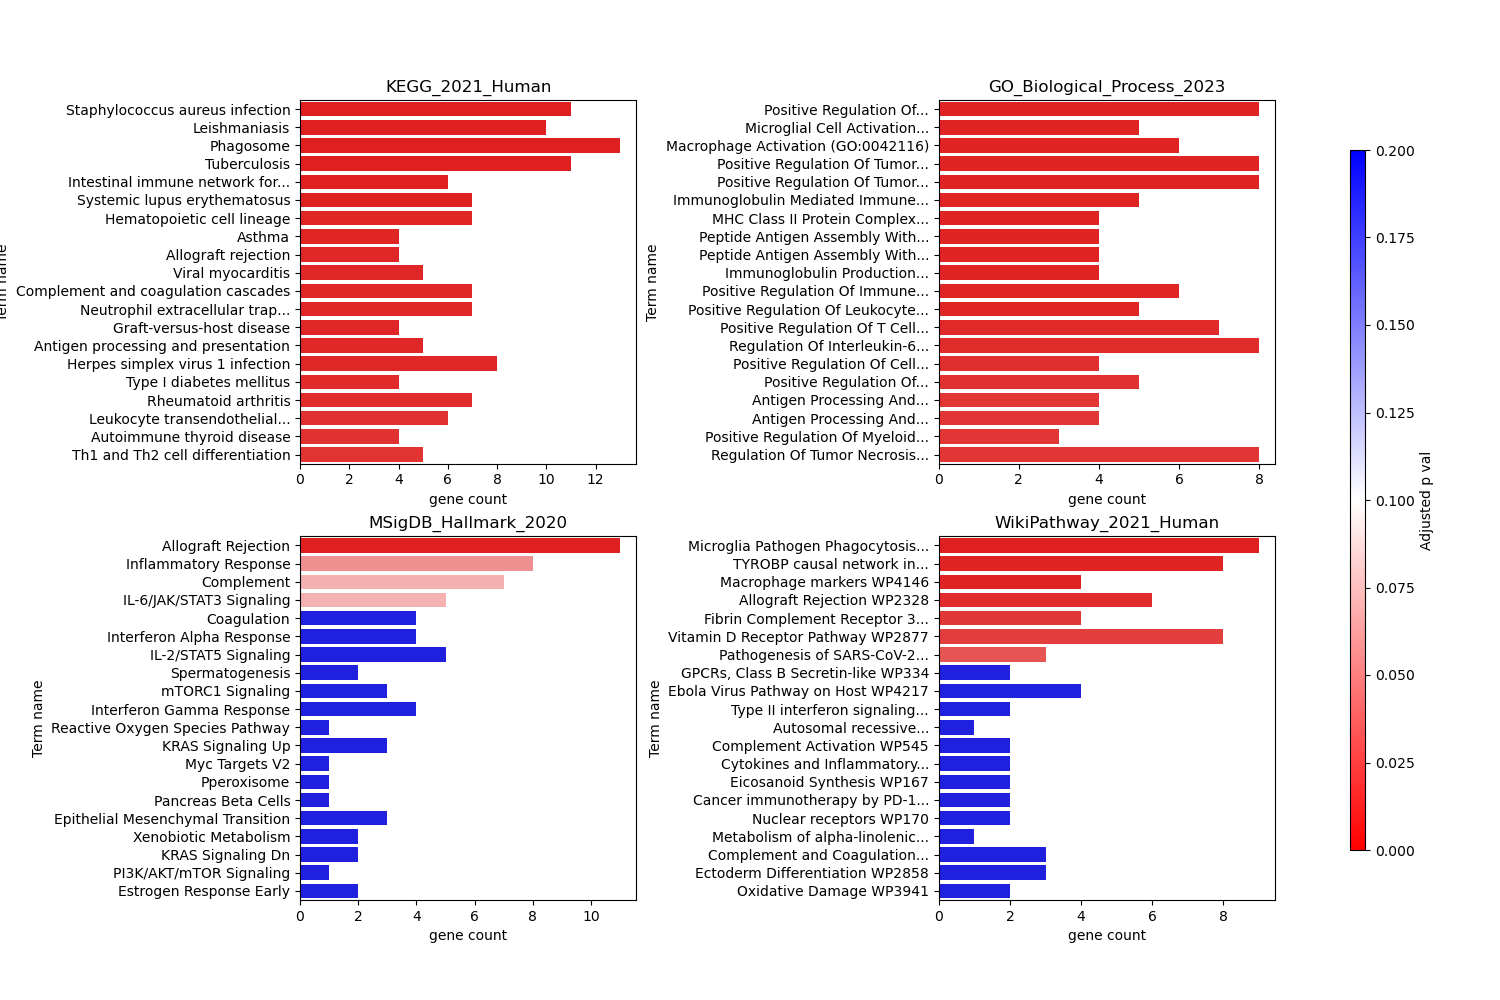 KEGG_2021_Human
Staphylococcus aureus infection
Leishmaniasis
Phagosome
Tuberculosis
Intestinal immune network for...
Systemic lupus erythematosus
Hematopoietic cell lineage
Asthma
Allograft rejection
Viral myocarditis
Complement and coagulation cascades
Neutrophil extracellular trap...
Graft-versus-host disease
Antigen processing and presentation
Herpes simplex virus 1 infection
Type I diabetes mellitus
Rheumatoid arthritis
Leukocyte transendothelial...
Autoimmune thyroid disease
Th1 and Th2 cell differentiation
Term name
0 2 4 6 8 10 12
gene count
GO_Biological_Process_2023
Positive Regulation Of...
Microglial Cell Activation...
Macrophage Activation (GO:0042116)
Positive Regulation Of Tumor...
Positive Regulation Of Tumor...
Immunoglobulin Mediated Immune...
MHC Class II Protein Complex...
Peptide Antigen Assembly With...
Peptide Antigen Assembly With...
Immunoglobulin Production...
Positive Regulation Of Immune...
Positive Regulation Of Leukocyte...
Positive Regulation Of T Cell...
Regulation Of Interleukin-6...
Positive Regulation Of Cell...
Positive Regulation Of...
Antigen Processing And...
Antigen Processing And...
Positive Regulation Of Myeloid...
Regulation Of Tumor Necrosis...
Term name
0 2 4 6 8
gene count
MSigDB_Hallmark_2020
Allograft Rejection
Inflammatory Response
Complement
IL-6/JAK/STAT3 Signaling
Coagulation
Interferon Alpha Response
IL-2/STAT5 Signaling
Spermatogenesis
mTORC1 Signaling
Interferon Gamma Response
Reactive Oxygen Species Pathway
KRAS Signaling Up
Myc Targets V2
Pperoxisome
Pancreas Beta Cells
Epithelial Mesenchymal Transition
Xenobiotic Metabolism
KRAS Signaling Dn
PI3K/AKT/mTOR Signaling
Estrogen Response Early
Term name
0 2 4 6 8 10
gene count
WikiPathway_2021_Human
Microglia Pathogen Phagocytosis...
TYROBP causal network in...
Macrophage markers WP4146
Allograft Rejection WP2328
Fibrin Complement Receptor 3...
Vitamin D Receptor Pathway WP2877
Pathogenesis of SARS-CoV-2...
GPCRs, Class B Secretin-like WP334
Ebola Virus Pathway on Host WP4217
Type II interferon signaling...
Autosomal recessive...
Complement Activation WP545
Cytokines and Inflammatory...
Eicosanoid Synthesis WP167
Cancer immunotherapy by PD-1...
Nuclear receptors WP170
Metabolism of alpha-linolenic...
Complement and Coagulation...
Ectoderm Differentiation WP2858
Oxidative Damage WP3941
Term name
0 2 4 6 8
gene count
0.200
0.175
0.150
0.125
0.100
0.075
0.050
0.025
0.000
Adjusted p val